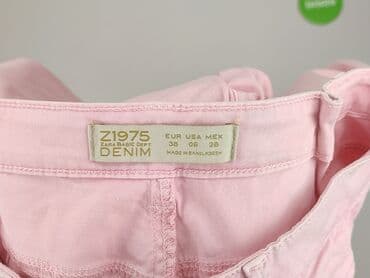 Z1975
ZARA BASIC DEPT
DENIM
EUR USA MEX
38 06 28
MADE IN BANGLADESH